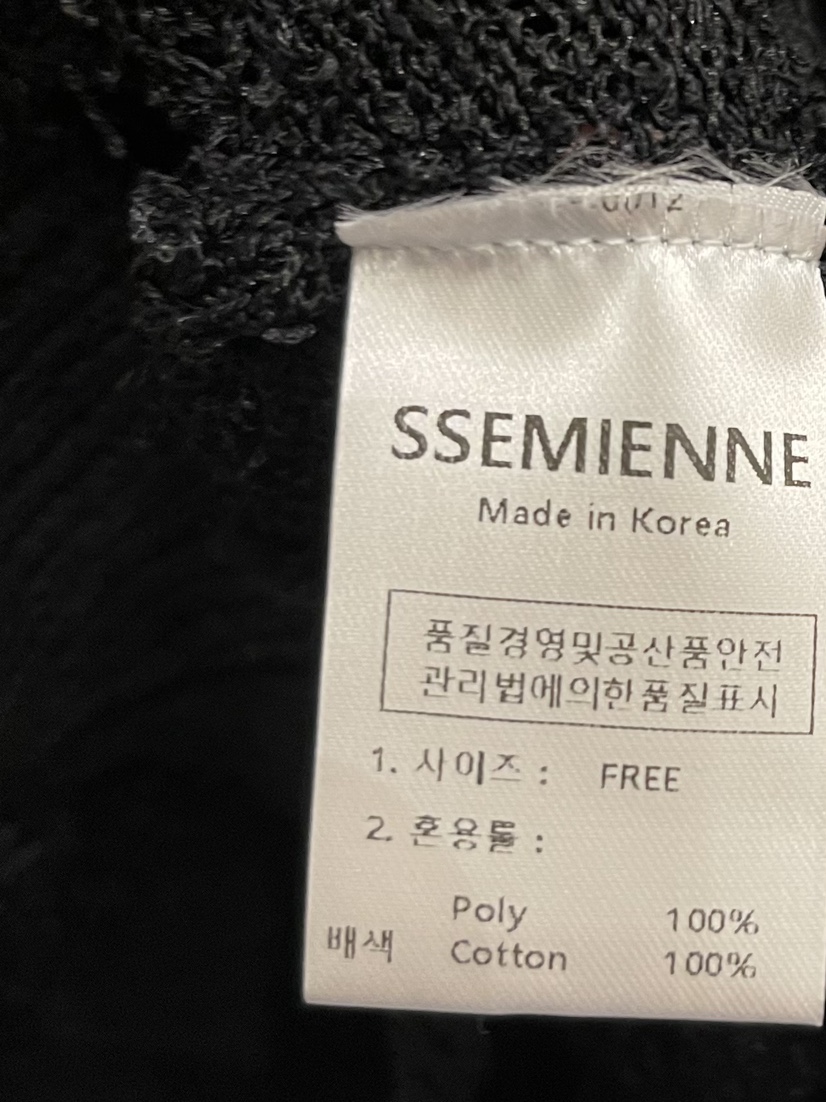 SSEMIENNE
Made in Korea
품질경영및공산품안전
관리법에의한품질표시
1. 사이즈 : FREE
2. 혼용률 :
Poly 100%
배색 Cotton 100%